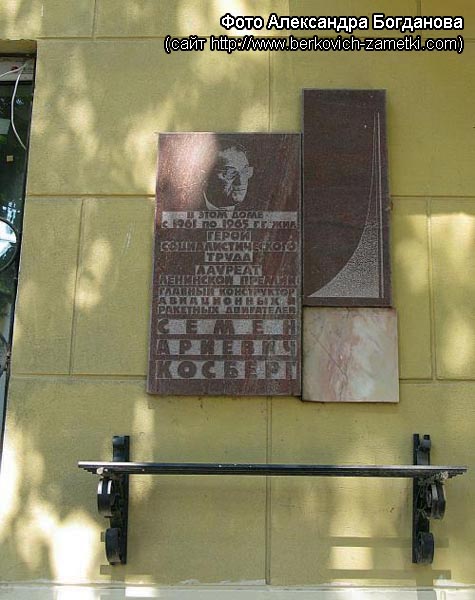 Фото Александра Богданова
(сайт http://www.berkovich-zametki.com)
В ЭТОМ ДОМЕ
С 1961 ПО 1965 Г.Г. ЖИЛ
ГЕРОЙ
СОЦИАЛИСТИЧЕСКОГО
ТРУДА
ЛАУРЕАТ
ЛЕНИНСКОЙ ПРЕМИИ
ГЛАВНЫЙ КОНСТРУКТОР
АВИАЦИОННЫХ И
РАКЕТНЫХ ДВИГАТЕЛЕЙ
СЕМЕН
АРИЕВИЧ
КОСБЕРГ